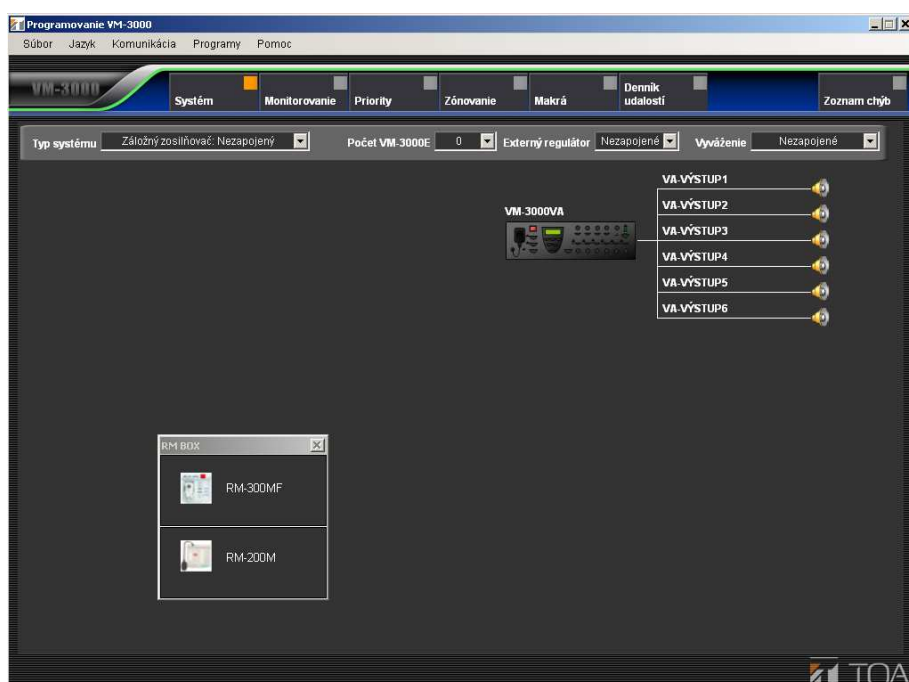 Programovanie VM-3000
Súbor Jazyk Komunikácia Programy Pomoc
VM-3000 Systém Monitorovanie Priority Zónovanie Makrá Denník udalostí Zoznam chýb
Typ systému Záložný zosilňovač: Nezapojený Počet VM-3000E 0 Externý regulátor Nezapojené Vyváženie Nezapojené
VM-3000VA
VA-VÝSTUP1
VA-VÝSTUP2
VA-VÝSTUP3
VA-VÝSTUP4
VA-VÝSTUP5
VA-VÝSTUP6
RM BOX
RM-300MF
RM-200M
TOA